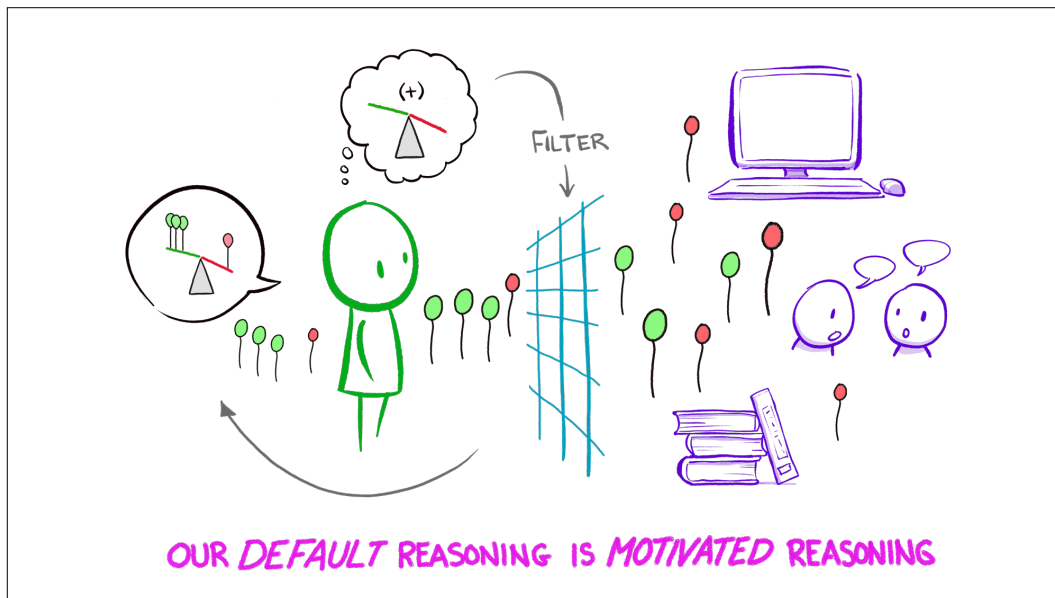 (+)
FILTER
OUR DEFAULT REASONING IS MOTIVATED REASONING